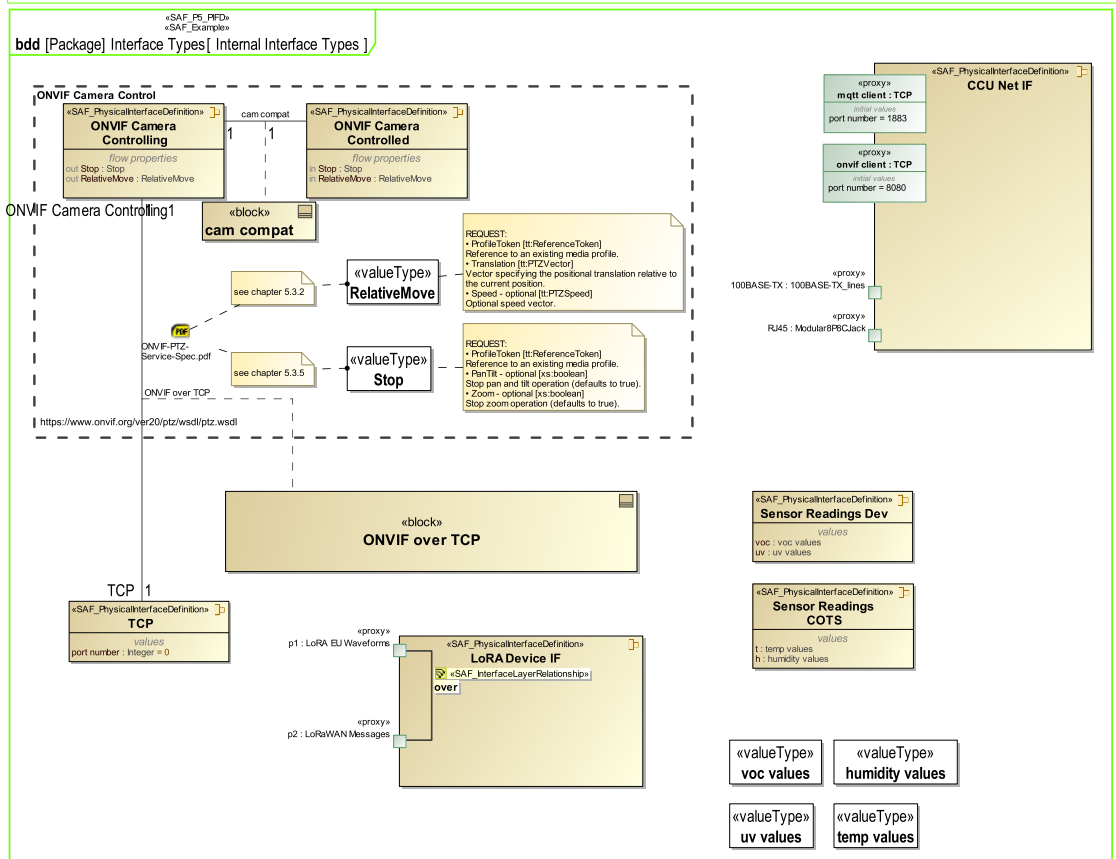 «SAF_P5_PIFD»
«SAF_Example»
bdd [Package] Interface Types[ Internal Interface Types ]
ONVIF Camera Control
«SAF_PhysicalInterfaceDefinition»
ONVIF Camera
Controlling
flow properties
out Stop : Stop
out RelativeMove : RelativeMove
cam compat
1
1
«SAF_PhysicalInterfaceDefinition»
ONVIF Camera
Controlled
flow properties
in Stop : Stop
in RelativeMove : RelativeMove
ONVIF Camera Controlling1
1
«block»
cam compat
see chapter 5.3.2
«valueType»
RelativeMove
REQUEST:
• ProfileToken [tt:ReferenceToken]
Reference to an existing media profile.
• Translation [tt:PTZVector]
Vector specifying the positional translation relative to
the current position.
• Speed - optional [tt:PTZSpeed]
Optional speed vector.
PDF
ONVIF-PTZ-
Service-Spec.pdf
see chapter 5.3.5
«valueType»
Stop
REQUEST:
• ProfileToken [tt:ReferenceToken]
Reference to an existing media profile.
• PanTilt - optional [xs:boolean]
Stop pan and tilt operation (defaults to true).
• Zoom - optional [xs:boolean]
Stop zoom operation (defaults to true).
ONVIF over TCP
https://www.onvif.org/ver20/ptz/wsdl/ptz.wsdl
«block»
ONVIF over TCP
TCP 1
«SAF_PhysicalInterfaceDefinition»
TCP
values
port number : Integer = 0
«SAF_PhysicalInterfaceDefinition»
CCU Net IF
«proxy»
mqtt client : TCP
initial values
port number = 1883
«proxy»
onvif client : TCP
initial values
port number = 8080
«proxy»
100BASE-TX : 100BASE-TX_lines
«proxy»
RJ45 : Modular8P8CJack
«SAF_PhysicalInterfaceDefinition»
Sensor Readings Dev
values
voc : voc values
uv : uv values
«SAF_PhysicalInterfaceDefinition»
Sensor Readings
COTS
values
t : temp values
h : humidity values
«proxy»
p1 : LoRA EU Waveforms
«SAF_PhysicalInterfaceDefinition»
LoRA Device IF
«SAF_InterfaceLayerRelationship»
over
«proxy»
p2 : LoRaWAN Messages
«valueType»
voc values
«valueType»
humidity values
«valueType»
uv values
«valueType»
temp values